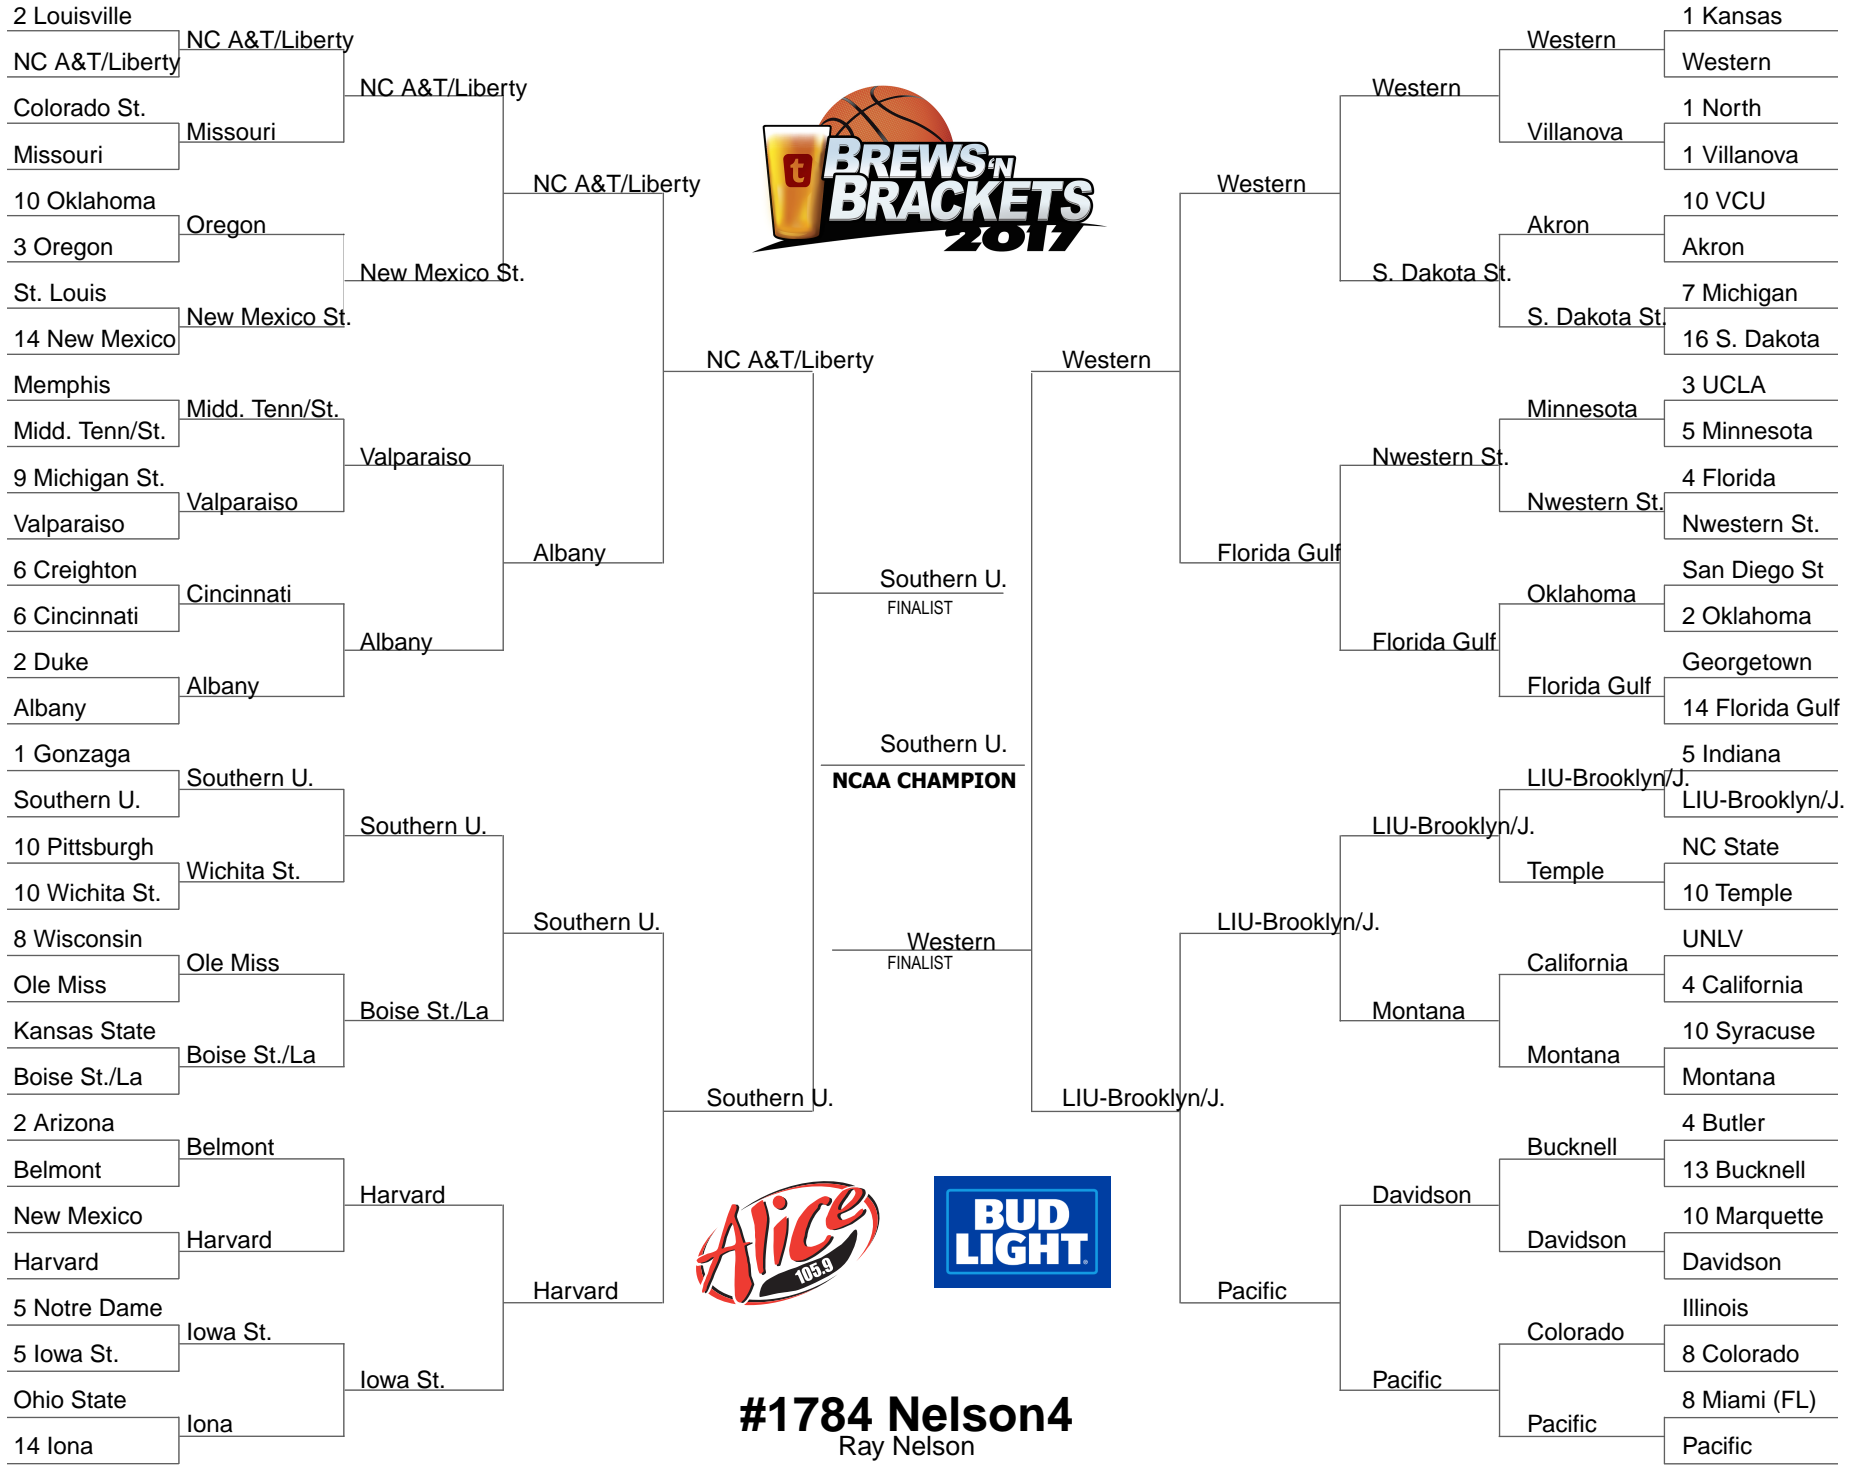 2 Louisville
NC A&T/Liberty
Colorado St.
Missouri
10 Oklahoma
3 Oregon
St. Louis
14 New Mexico
Memphis
Midd. Tenn/St.
9 Michigan St.
Valparaiso
6 Creighton
6 Cincinnati
2 Duke
Albany
1 Gonzaga
Southern U.
10 Pittsburgh
10 Wichita St.
8 Wisconsin
Ole Miss
Kansas State
Boise St./La
2 Arizona
Belmont
New Mexico
Harvard
5 Notre Dame
5 Iowa St.
Ohio State
14 Iona
NC A&T/Liberty
Missouri
Oregon
New Mexico St.
Midd. Tenn/St.
Valparaiso
Cincinnati
Albany
Southern U.
Wichita St.
Ole Miss
Boise St./La
Belmont
Harvard
Iowa St.
Iona
NC A&T/Liberty
New Mexico St.
Valparaiso
Albany
Southern U.
Boise St./La
Harvard
Iowa St.
NC A&T/Liberty
Albany
Southern U.
Harvard
NC A&T/Liberty
Southern U.
t
BREWS 'N
BRACKETS
2017
Southern U.
FINALIST
Southern U.
NCAA CHAMPION
Western
FINALIST
Alice
105.9
BUD
LIGHT
#1784 Nelson4
Ray Nelson
Western
LIU-Brooklyn/J.
Western
Florida Gulf
LIU-Brooklyn/J.
Pacific
Western
S. Dakota St.
Nwestern St.
Florida Gulf
LIU-Brooklyn/J.
Montana
Davidson
Pacific
Western
Villanova
Akron
S. Dakota St.
Minnesota
Nwestern St.
Oklahoma
Florida Gulf
LIU-Brooklyn/J.
Temple
California
Montana
Bucknell
Davidson
Colorado
Pacific
1 Kansas
Western
1 North
1 Villanova
10 VCU
Akron
7 Michigan
16 S. Dakota
3 UCLA
5 Minnesota
4 Florida
Nwestern St.
San Diego St
2 Oklahoma
Georgetown
14 Florida Gulf
5 Indiana
LIU-Brooklyn/J.
NC State
10 Temple
UNLV
4 California
10 Syracuse
Montana
4 Butler
13 Bucknell
10 Marquette
Davidson
Illinois
8 Colorado
8 Miami (FL)
Pacific